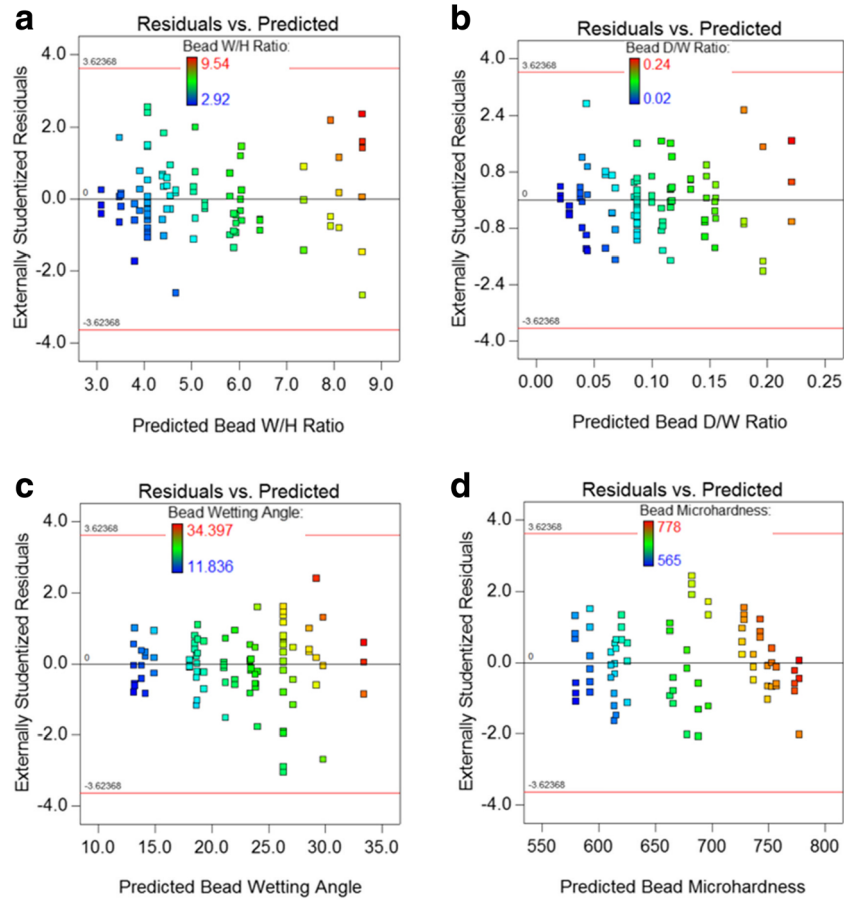 a
Residuals vs. Predicted
Bead W/H Ratio:
9.54
2.92
3.62368
0
-3.62368
4.0
2.0
0.0
-2.0
-4.0
Externally Studentized Residuals
3.0 4.0 5.0 6.0 7.0 8.0 9.0
Predicted Bead W/H Ratio
b
Residuals vs. Predicted
Bead D/W Ratio:
0.24
0.02
3.62368
0
-3.62368
4.0
2.4
0.8
-0.8
-2.4
-4.0
Externally Studentized Residuals
0.00 0.05 0.10 0.15 0.20 0.25
Predicted Bead D/W Ratio
c
Residuals vs. Predicted
Bead Wetting Angle:
34.397
11.836
3.62368
0
-3.62368
4.0
2.0
0.0
-2.0
-4.0
Externally Studentized Residuals
10.0 15.0 20.0 25.0 30.0 35.0
Predicted Bead Wetting Angle
d
Residuals vs. Predicted
Bead Microhardness:
778
565
3.62368
0
-3.62368
4.0
2.0
0.0
-2.0
-4.0
Externally Studentized Residuals
550 600 650 700 750 800
Predicted Bead Microhardness